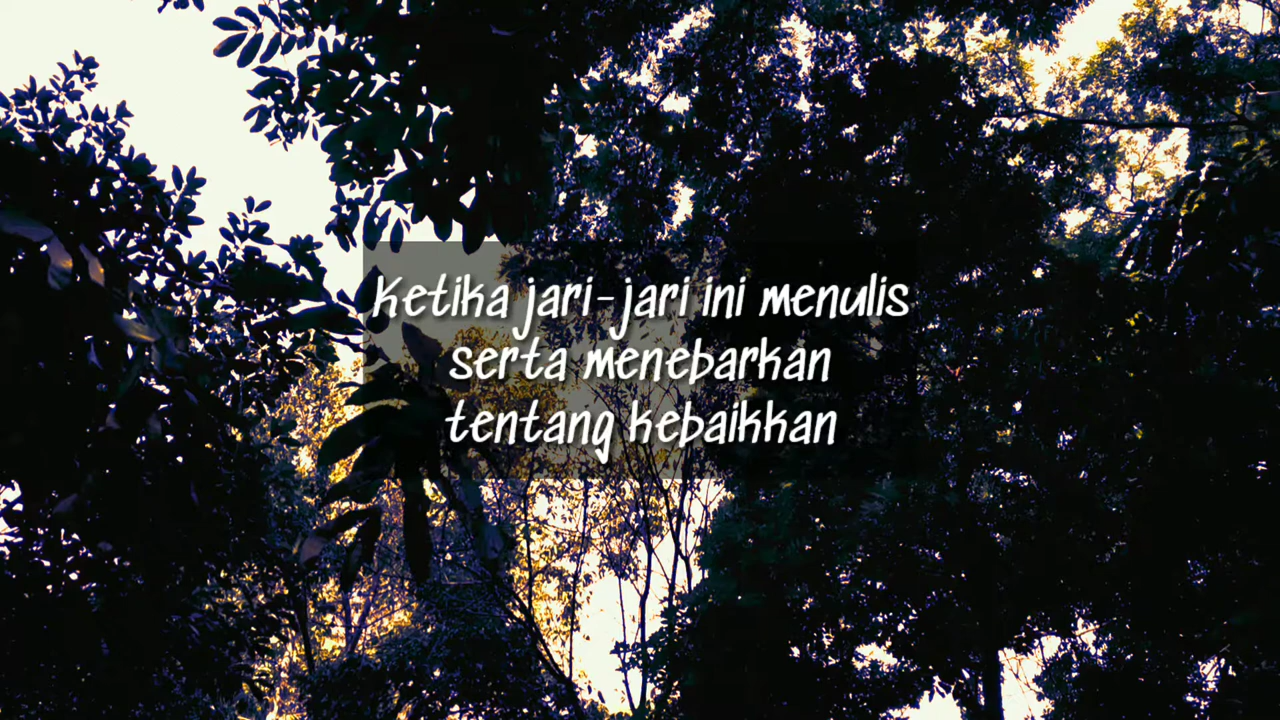 Ketika jari-jari ini menulis
serta menebarkan
tentang kebaikkan